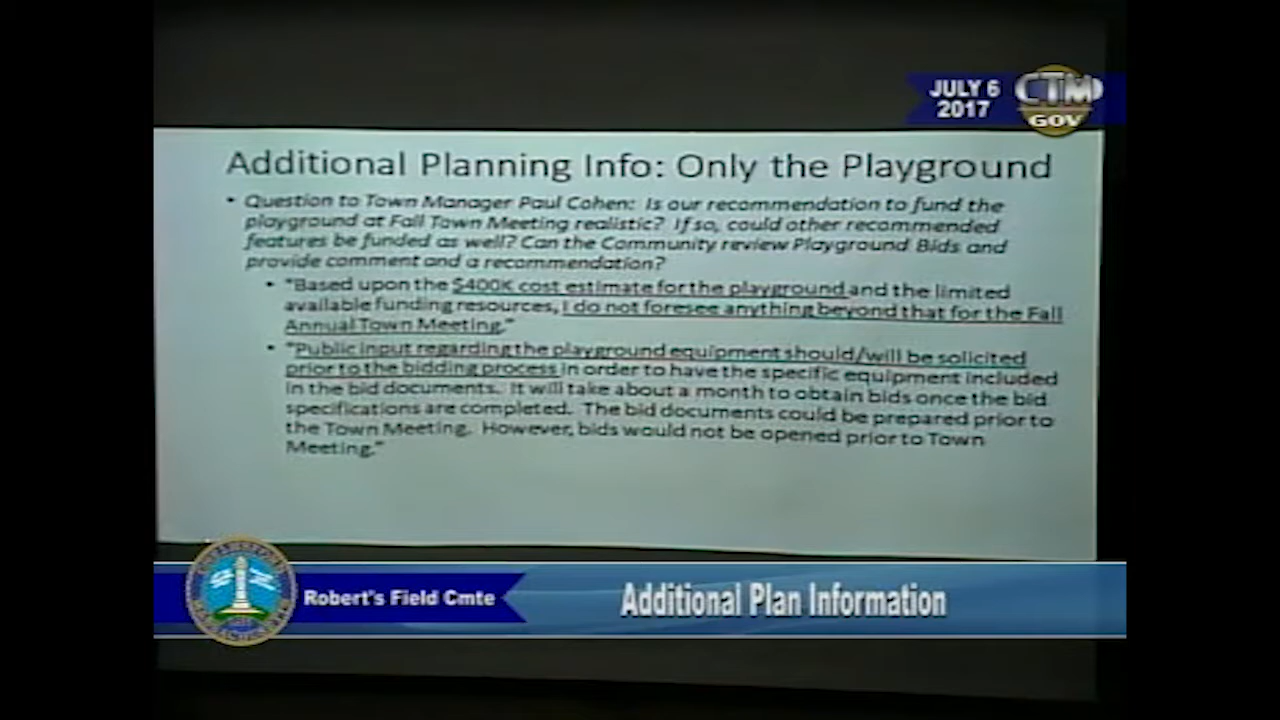 JULY 6
2017
CTM
GOV
Additional Planning Info: Only the Playground
• Question to Town Manager Paul Cohen: Is our recommendation to fund the
playground at Fall Town Meeting realistic? If so, could other recommended
features be funded as well? Can the Community review Playground Bids and
provide comment and a recommendation?
• "Based upon the $400K cost estimate for the playground and the limited
available funding resources, I do not foresee anything beyond that for the Fall
Annual Town Meeting."
• "Public input regarding the playground equipment should/will be solicited
prior to the bidding process in order to have the specific equipment included
in the bid documents. It will take about a month to obtain bids once the bid
specifications are completed. The bid documents could be prepared prior to
the Town Meeting. However, bids would not be opened prior to Town
Meeting."
Robert's Field Cmte
Additional Plan Information